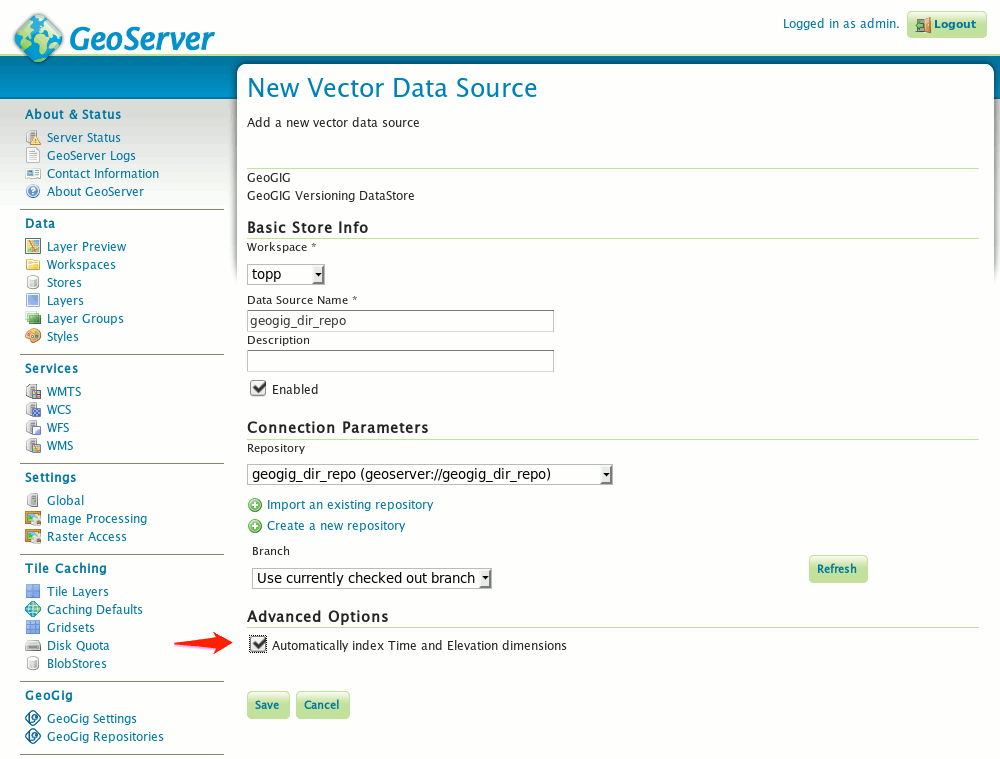 GeoServer
Logged in as admin.
Logout
About & Status
Server Status
GeoServer Logs
Contact Information
About GeoServer
Data
Layer Preview
Workspaces
Stores
Layers
Layer Groups
Styles
Services
WMTS
WCS
WFS
WMS
Settings
Global
Image Processing
Raster Access
Tile Caching
Tile Layers
Caching Defaults
Gridsets
Disk Quota
BlobStores
GeoGig
GeoGig Settings
GeoGig Repositories
New Vector Data Source
Add a new vector data source
GeoGIG
GeoGIG Versioning DataStore
Basic Store Info
Workspace *
topp
Data Source Name *
geogig_dir_repo
Description
Enabled
Connection Parameters
Repository
geogig_dir_repo (geoserver://geogig_dir_repo)
Import an existing repository
Create a new repository
Branch
Use currently checked out branch
Refresh
Advanced Options
Automatically index Time and Elevation dimensions
Save
Cancel